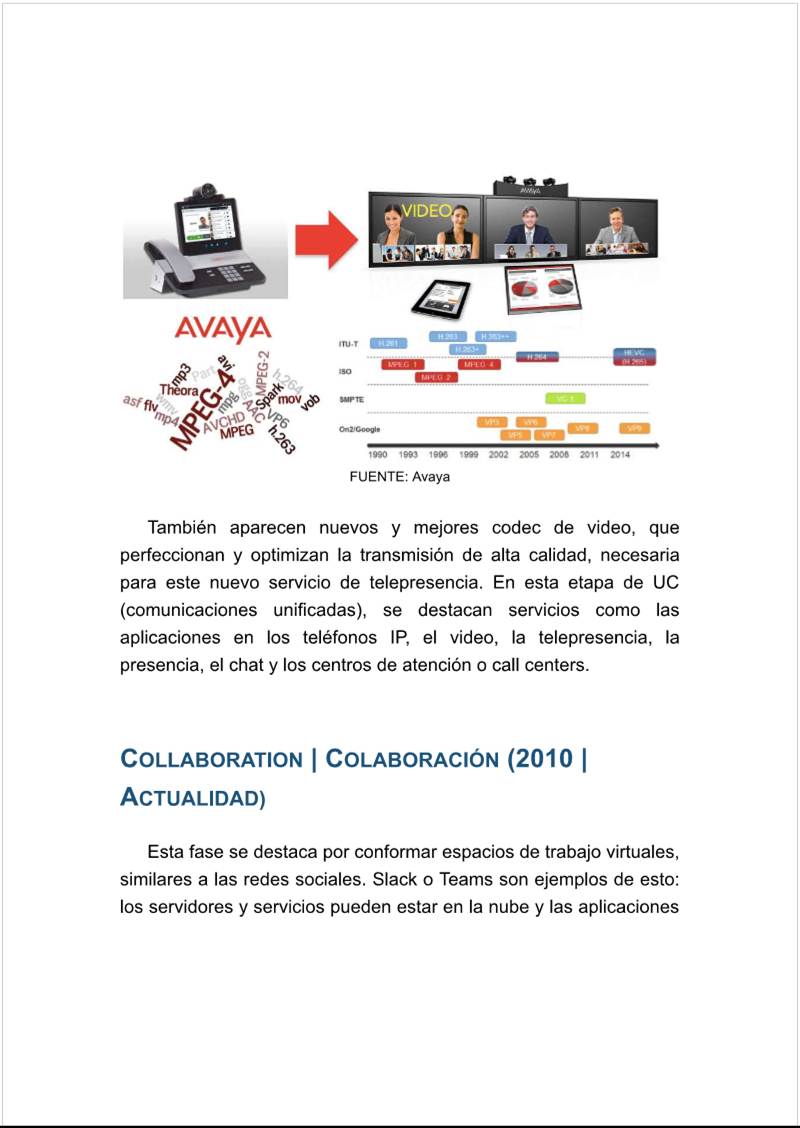 VIDEO
AVAYA
AVAYA
mp3
Part
avi
MPEG-2
h.264
Theora
MPEG-4
ogg
Spark
mov
vob
asf
flv
wmv
mp4
mpg
AAC
VP6
AVCHD
MPEG
h.263
ITU-T
H.261
H.263
H.263++
H.263+
H.264
HEVC
(H.265)
ISO
MPEG 1
MPEG 4
MPEG 2
SMPTE
VC 1
On2/Google
VP3
VP6
VP8
VP9
VP5
VP7
1990 1993 1996 1999 2002 2005 2008 2011 2014
FUENTE: Avaya
También aparecen nuevos y mejores codec de video, que
perfeccionan y optimizan la transmisión de alta calidad, necesaria
para este nuevo servicio de telepresencia. En esta etapa de UC
(comunicaciones unificadas), se destacan servicios como las
aplicaciones en los teléfonos IP, el video, la telepresencia, la
presencia, el chat y los centros de atención o call centers.
COLLABORATION | COLABORACIÓN (2010 |
ACTUALIDAD)
Esta fase se destaca por conformar espacios de trabajo virtuales,
similares a las redes sociales. Slack o Teams son ejemplos de esto:
los servidores y servicios pueden estar en la nube y las aplicaciones